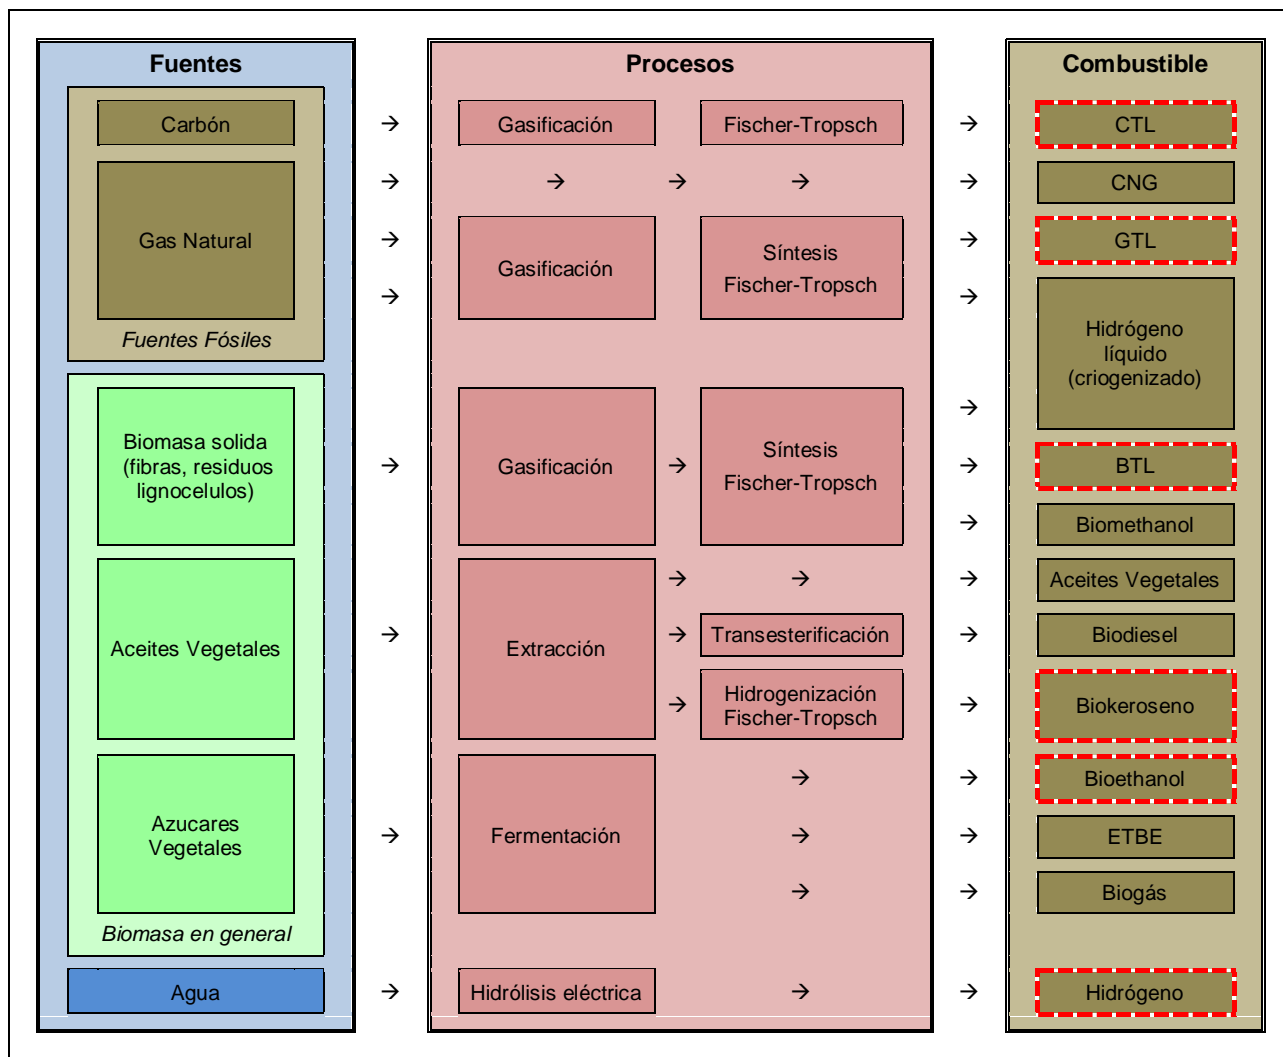 Fuentes
Procesos
Combustible
Carbón
→
Gasificación
Fischer-Tropsch
→
CTL
→
→
→
→
→
CNG
Gas Natural
→
Gasificación
Síntesis
Fischer-Tropsch
→
GTL
→
→
Hidrógeno
líquido
(criogenizado)
Fuentes Fósiles
Biomasa solida
(fibras, residuos
lignocelulos)
→
Gasificación
→
Síntesis
Fischer-Tropsch
→
→
BTL
→
Biomethanol
Aceites Vegetales
→
Extracción
→
→
→
Aceites Vegetales
→
Transesterificación
→
Biodiesel
→
Hidrogenización
Fischer-Tropsch
→
Biokeroseno
Azucares
Vegetales
→
Fermentación
→
→
Bioethanol
→
→
ETBE
→
→
Biogás
Biomasa en general
Agua
→
Hidrólisis eléctrica
→
→
Hidrógeno